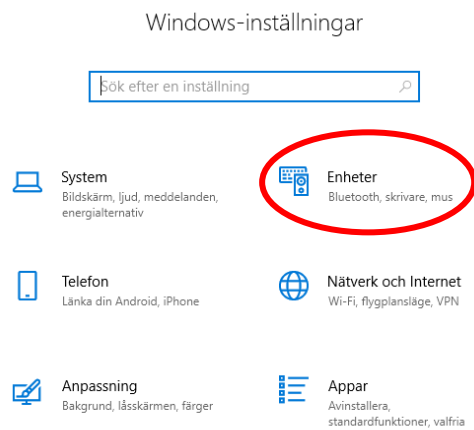 Windows-inställningar
Sök efter en inställning
System
Bildskärm, ljud, meddelanden,
energialternativ
Enheter
Bluetooth, skrivare, mus
Telefon
Länka din Android, iPhone
Nätverk och Internet
Wi-Fi, flygplansläge, VPN
Anpassning
Bakgrund, låsskärmen, färger
Appar
Avinstallera,
standardfunktioner, valfria